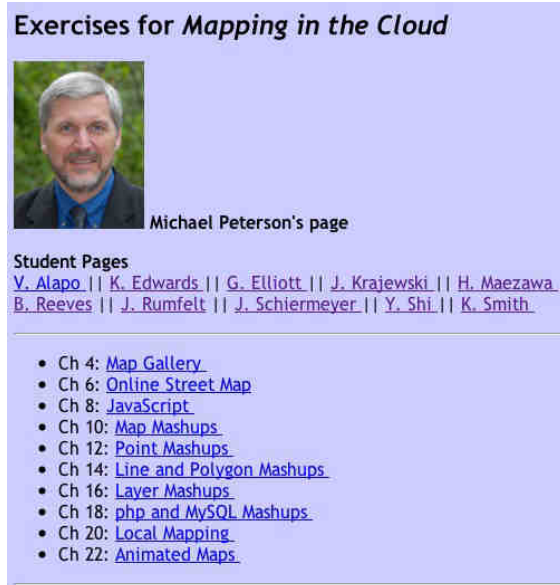 Exercises for Mapping in the Cloud
Michael Peterson's page
Student Pages
V. Alapo || K. Edwards || G. Elliott || J. Krajewski || H. Maezawa
B. Reeves || J. Rumfelt || J. Schiermeyer || Y. Shi || K. Smith
• Ch 4: Map Gallery
• Ch 6: Online Street Map
• Ch 8: JavaScript
• Ch 10: Map Mashups
• Ch 12: Point Mashups
• Ch 14: Line and Polygon Mashups
• Ch 16: Layer Mashups
• Ch 18: php and MySQL Mashups
• Ch 20: Local Mapping
• Ch 22: Animated Maps